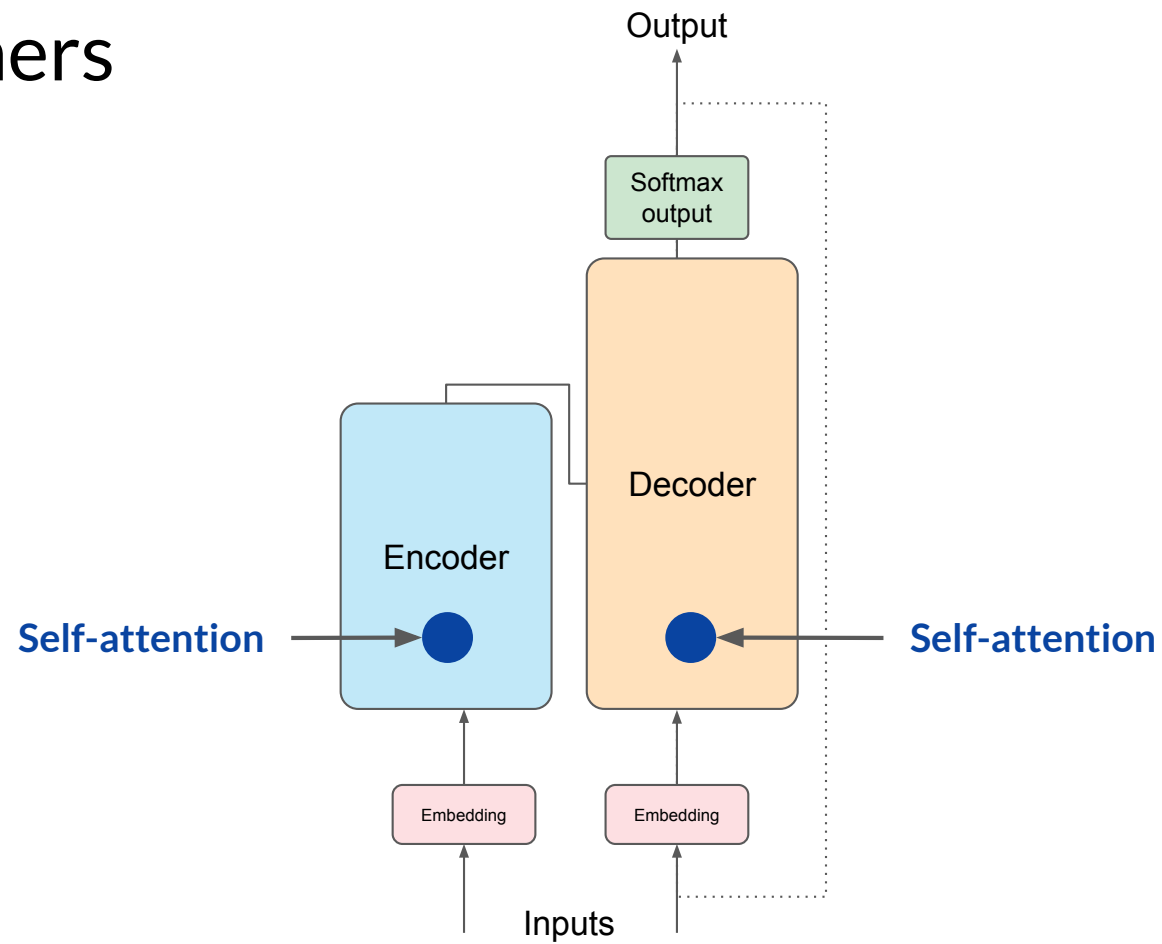 ners
Output
Softmax
output
Decoder
Encoder
Self-attention
Self-attention
Embedding
Embedding
Inputs